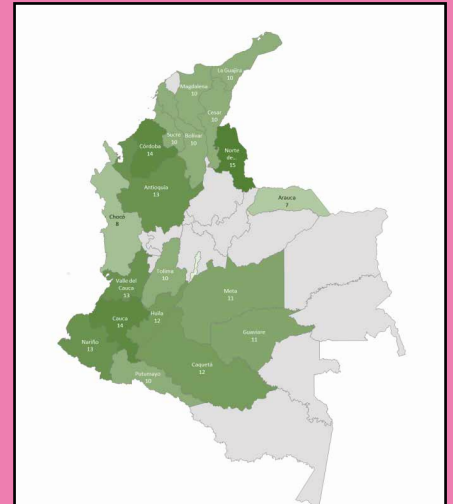 La Guajira
10
Magdalena
10
Cesar
10
Sucre
10
Bolívar
10
Córdoba
14
Norte
de...
15
Antioquia
13
Arauca
7
Chocó
8
Tolima
10
Valle del
Cauca
13
Meta
11
Huila
12
Cauca
14
Guaviare
11
Nariño
13
Caquetá
12
Putumayo
10